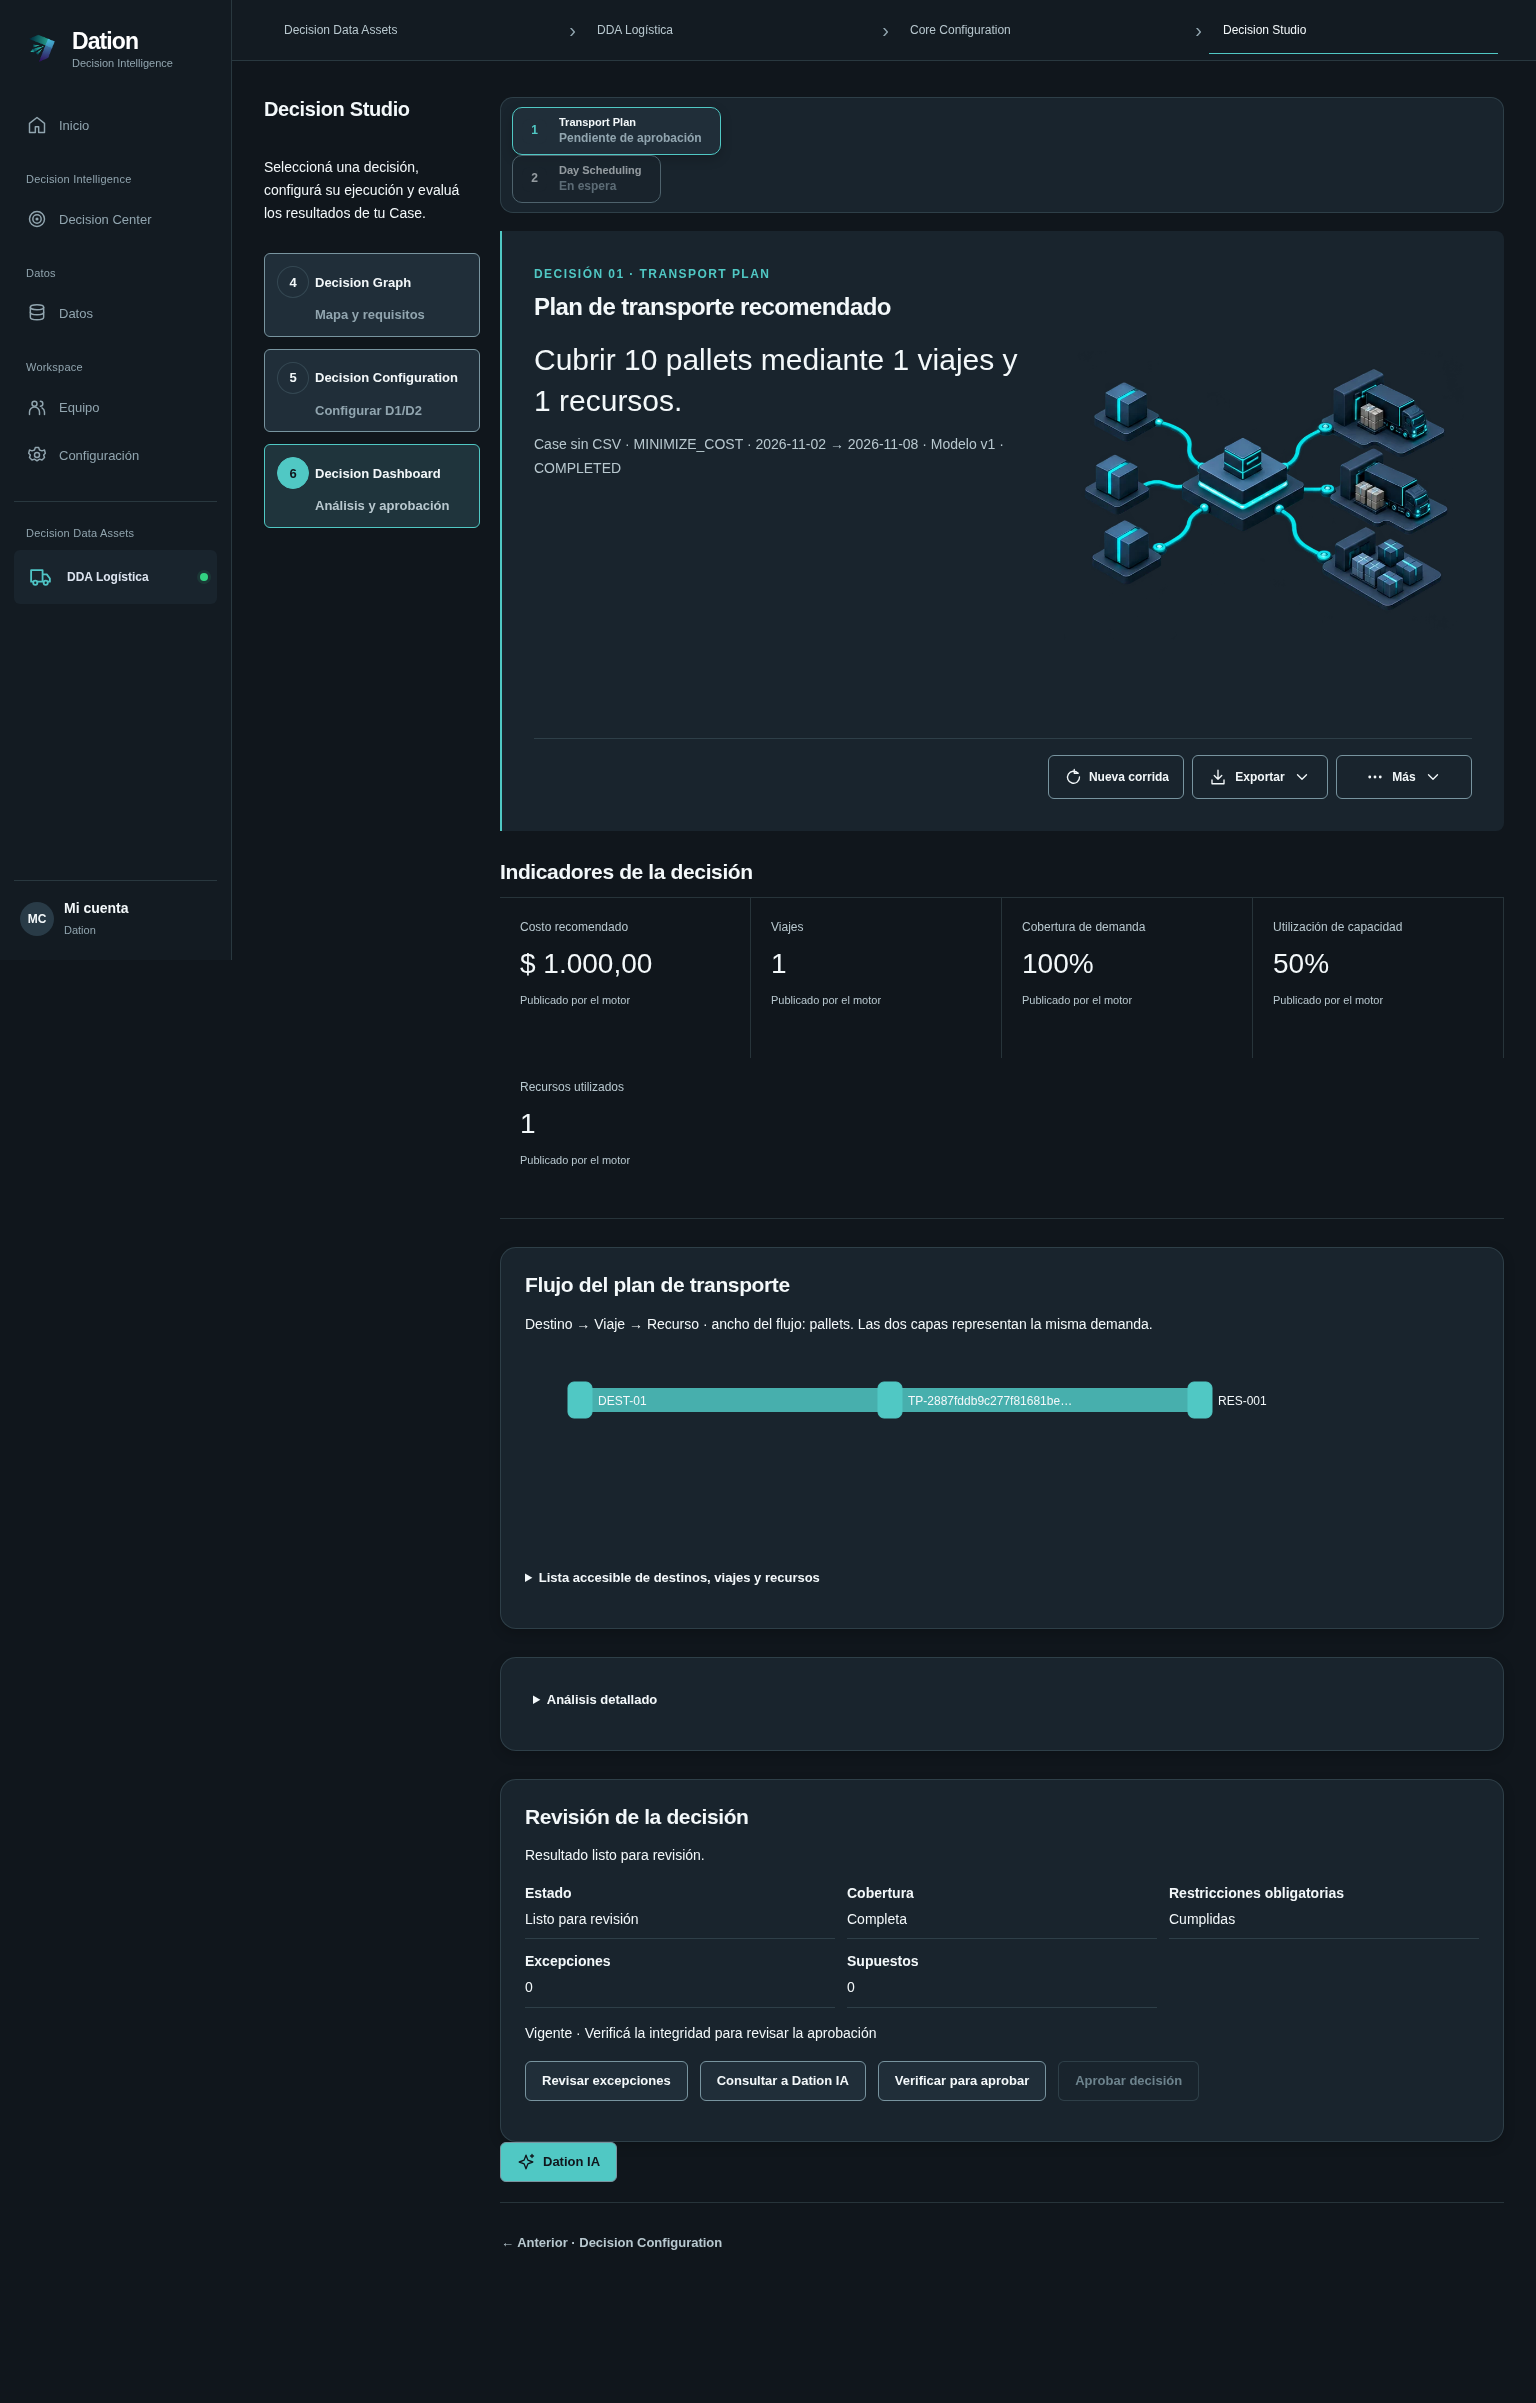 Dation
Decision Intelligence
Inicio
Decision Intelligence
Decision Center
Datos
Datos
Workspace
Equipo
Configuración
Decision Data Assets
DDA Logística
MC
Mi cuenta
Dation
Decision Data Assets
DDA Logística
Core Configuration
Decision Studio
Decision Studio
Seleccioná una decisión,
configurá su ejecución y evaluá
los resultados de tu Case.
4
Decision Graph
Mapa y requisitos
5
Decision Configuration
Configurar D1/D2
6
Decision Dashboard
Análisis y aprobación
1
Transport Plan
Pendiente de aprobación
2
Day Scheduling
En espera
DECISIÓN 01 · TRANSPORT PLAN
Plan de transporte recomendado
Cubrir 10 pallets mediante 1 viajes y
1 recursos.
Case sin CSV · MINIMIZE_COST · 2026-11-02 → 2026-11-08 · Modelo v1 ·
COMPLETED
Nueva corrida
Exportar
Más
Indicadores de la decisión
Costo recomendado
$ 1.000,00
Publicado por el motor
Viajes
1
Publicado por el motor
Cobertura de demanda
100%
Publicado por el motor
Utilización de capacidad
50%
Publicado por el motor
Recursos utilizados
1
Publicado por el motor
Flujo del plan de transporte
Destino → Viaje → Recurso · ancho del flujo: pallets. Las dos capas representan la misma demanda.
DEST-01
TP-2887fddb9c277f81681be…
RES-001
Lista accesible de destinos, viajes y recursos
Análisis detallado
Revisión de la decisión
Resultado listo para revisión.
Estado
Listo para revisión
Cobertura
Completa
Restricciones obligatorias
Cumplidas
Excepciones
0
Supuestos
0
Vigente · Verificá la integridad para revisar la aprobación
Revisar excepciones
Consultar a Dation IA
Verificar para aprobar
Aprobar decisión
Dation IA
← Anterior · Decision Configuration